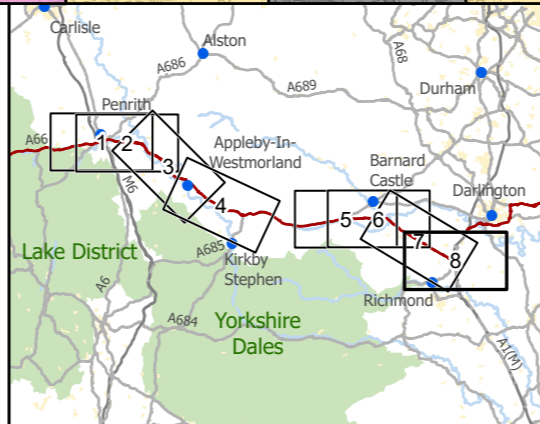 Carlisle
Alston
A68
A686
A689
Durham
Penrith
A66
1
2
3
Appleby-In-
Westmorland
Barnard
Castle
Darlington
M6
4
5
6
7
8
Lake District
A685
Kirkby
Stephen
A6
Richmond
A684
Yorkshire
Dales
A1(M)